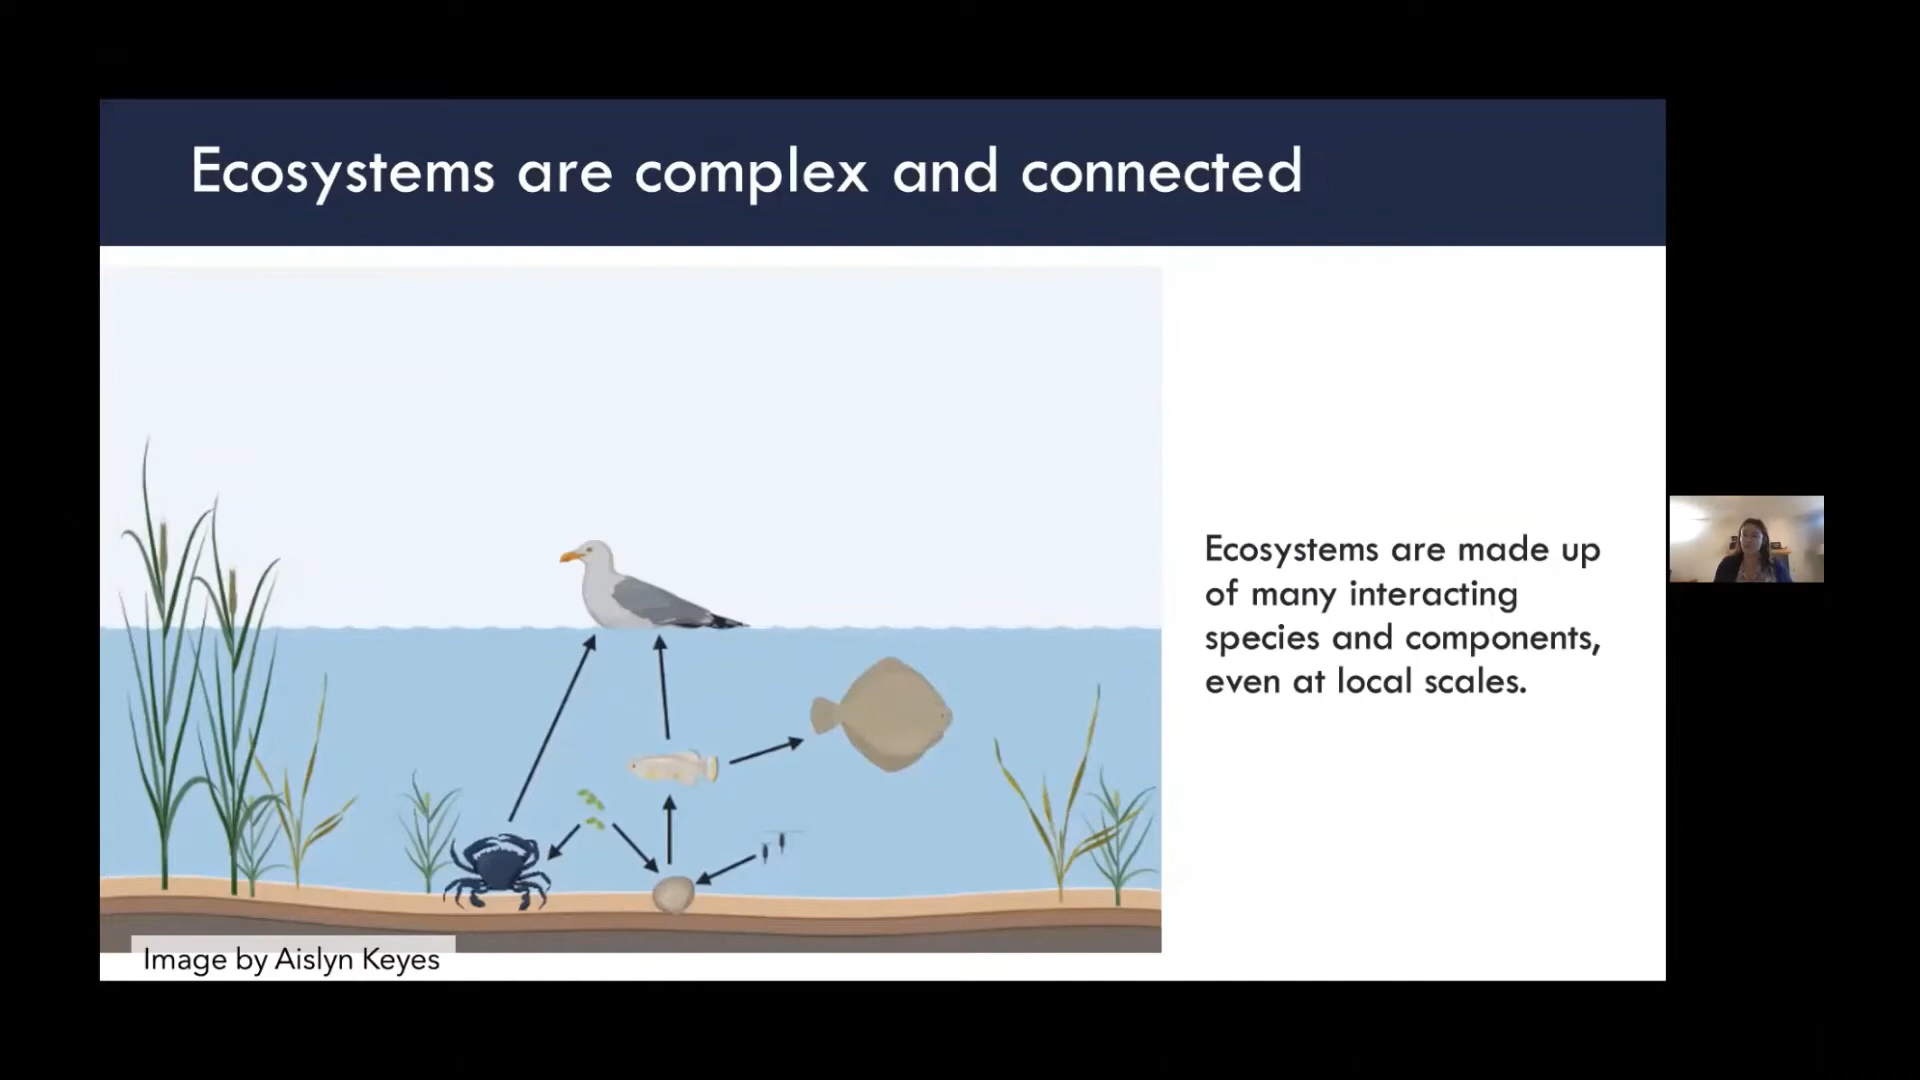 Ecosystems are complex and connected
Ecosystems are made up
of many interacting
species and components,
even at local scales.
Image by Aislyn Keyes